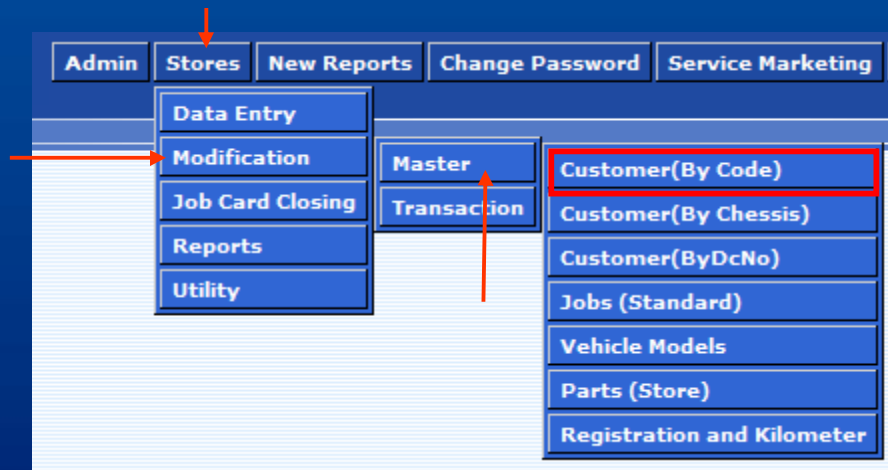 Admin Stores New Reports Change Password Service Marketing
Data Entry
Modification
Job Card Closing
Reports
Utility
Master
Transaction
Customer(By Code)
Customer(By Chessis)
Customer(ByDcNo)
Jobs (Standard)
Vehicle Models
Parts (Store)
Registration and Kilometer